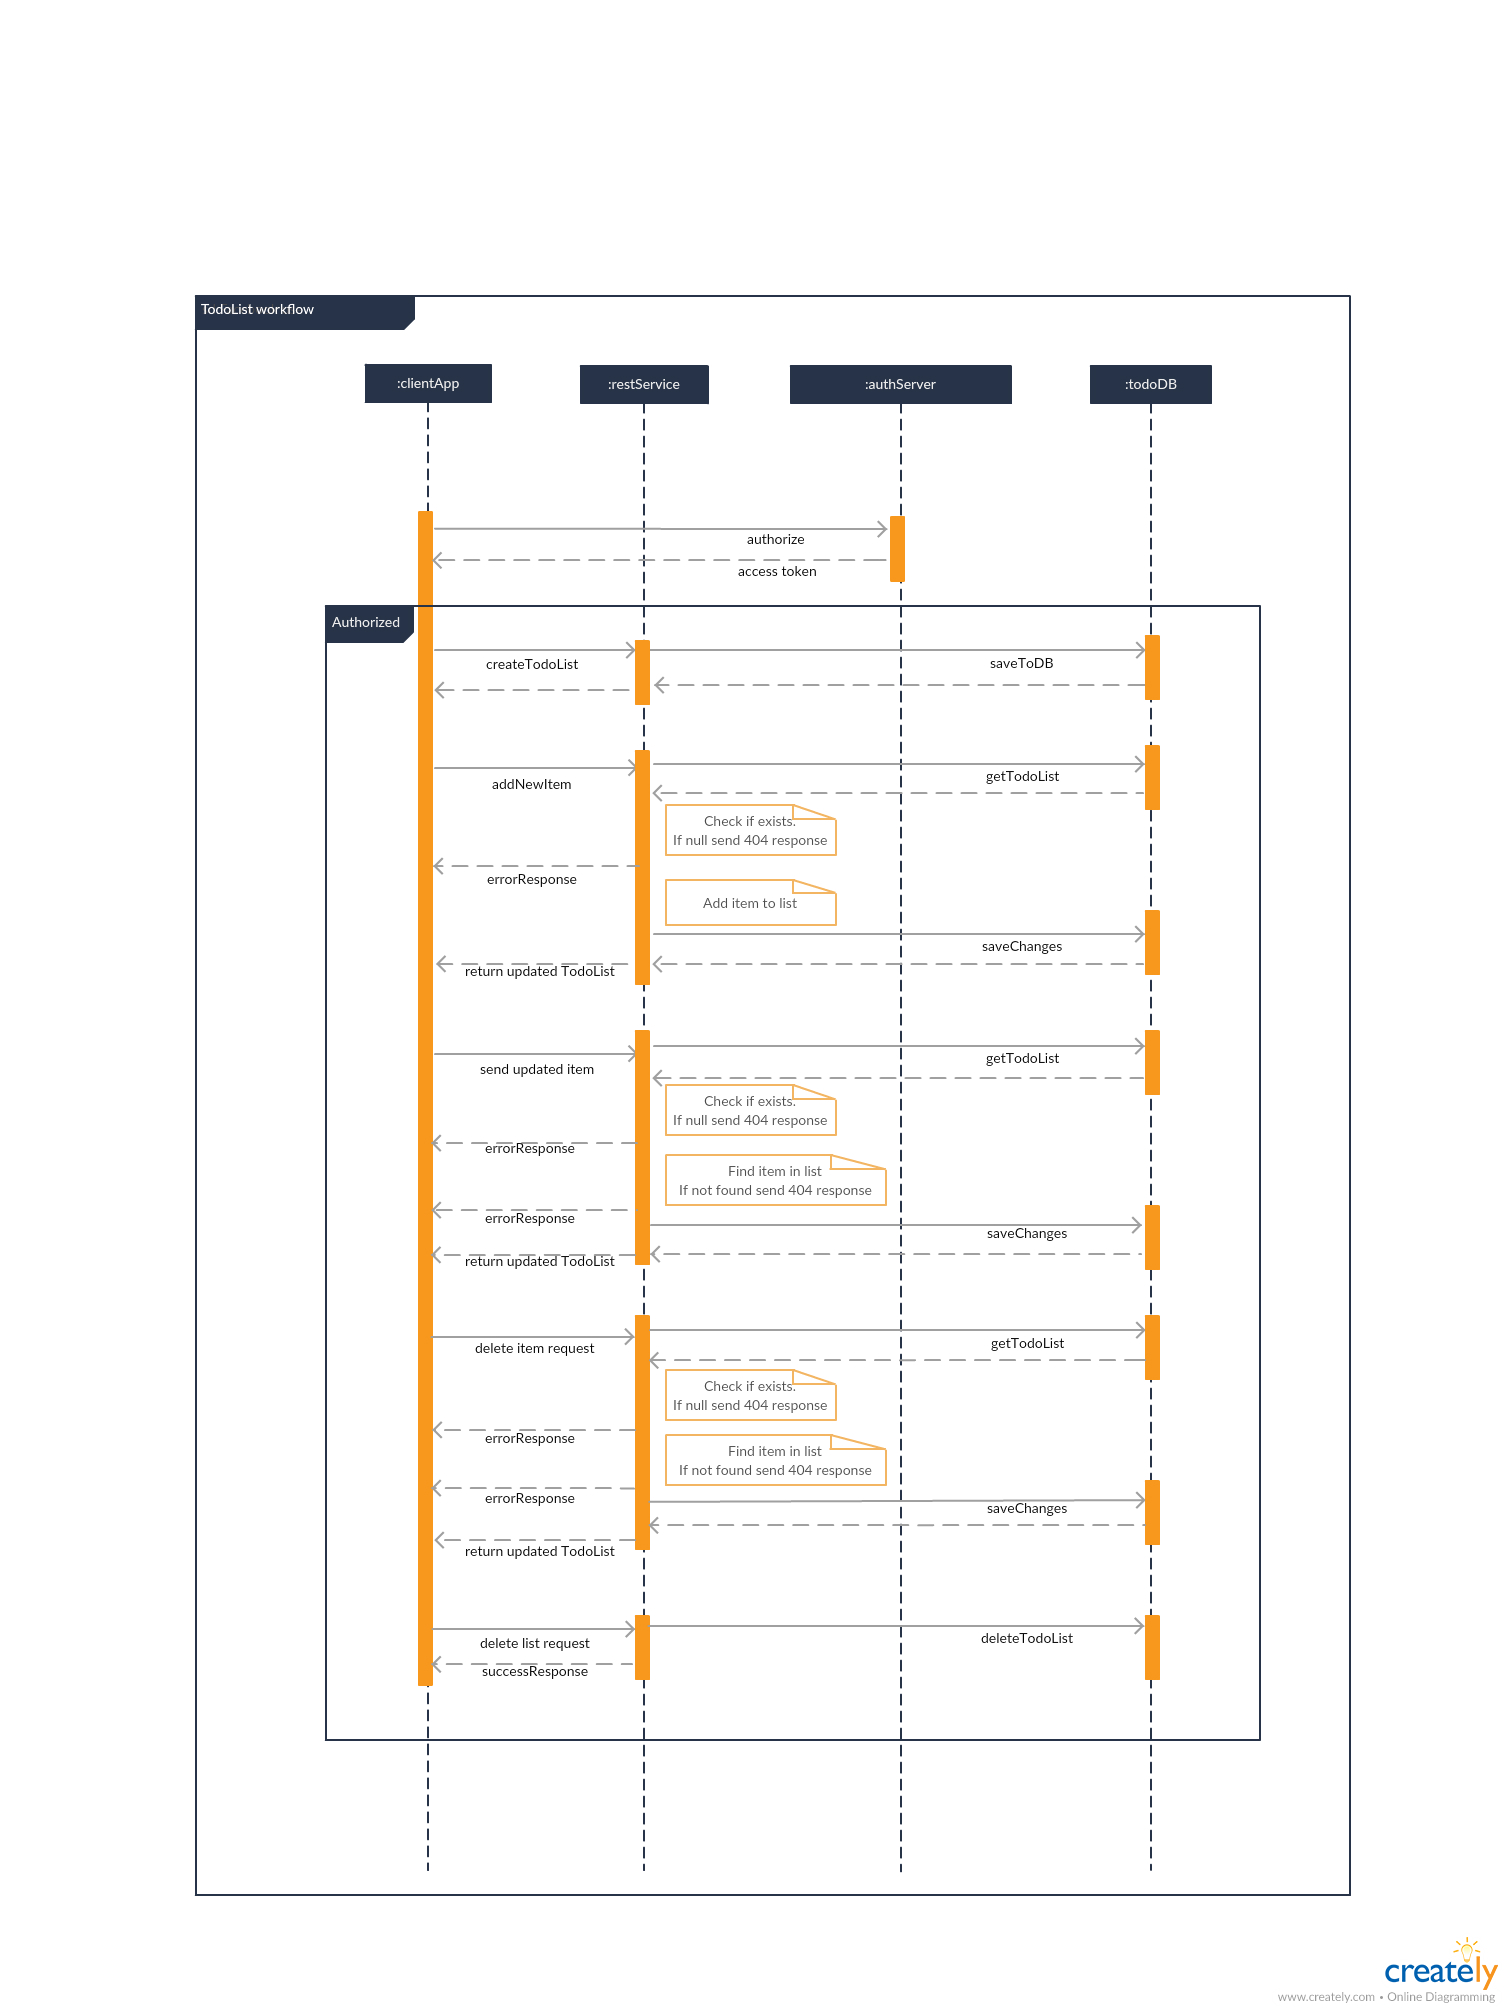 TodoList workflow
:clientApp
:restService
:authServer
:todoDB
authorize
access token
Authorized
createTodoList
saveToDB
addNewItem
getTodoList
Check if exists.
If null send 404 response
errorResponse
Add item to list
saveChanges
return updated TodoList
send updated item
getTodoList
Check if exists.
If null send 404 response
errorResponse
Find item in list
If not found send 404 response
errorResponse
saveChanges
return updated TodoList
delete item request
getTodoList
Check if exists.
If null send 404 response
errorResponse
Find item in list
If not found send 404 response
errorResponse
saveChanges
return updated TodoList
delete list request
deleteTodoList
successResponse
creately
www.creately.com • Online Diagramming